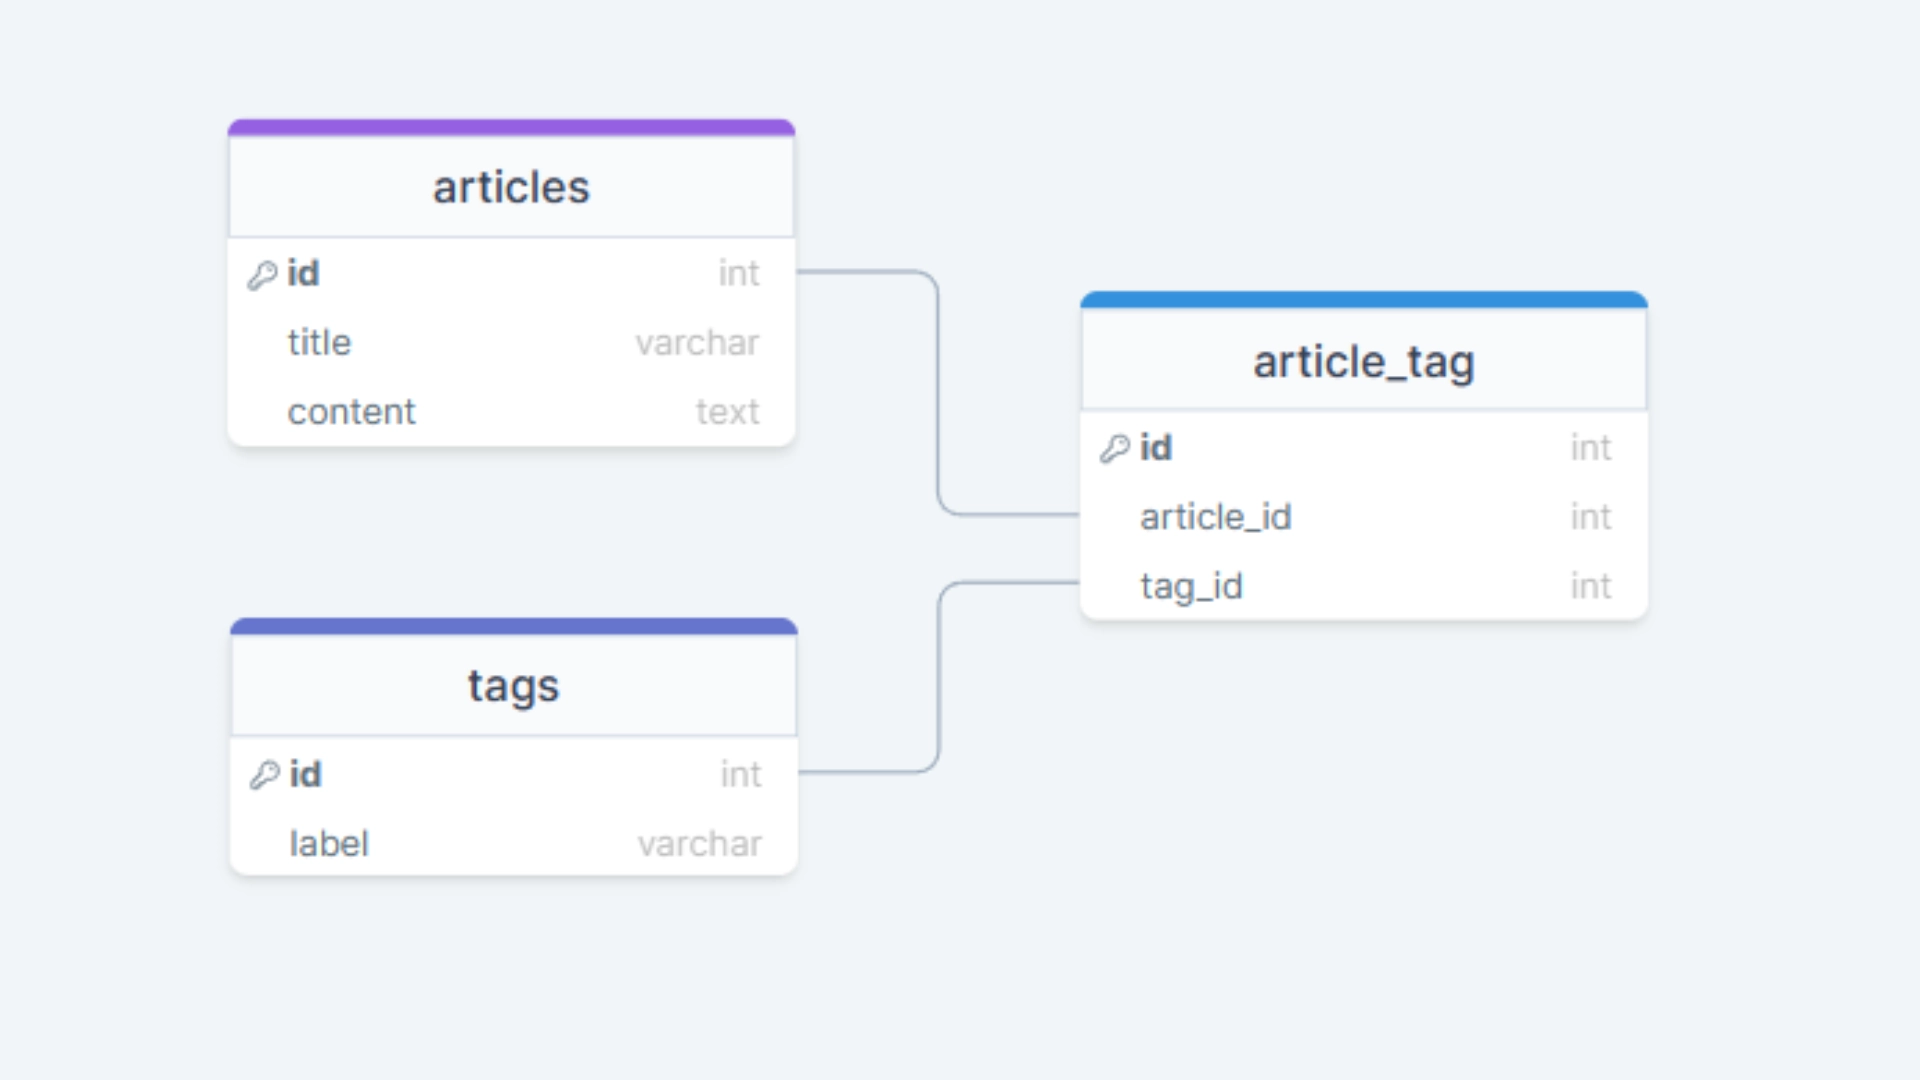 articles
id int
title varchar
content text
article_tag
id int
article_id int
tag_id int
tags
id int
label varchar